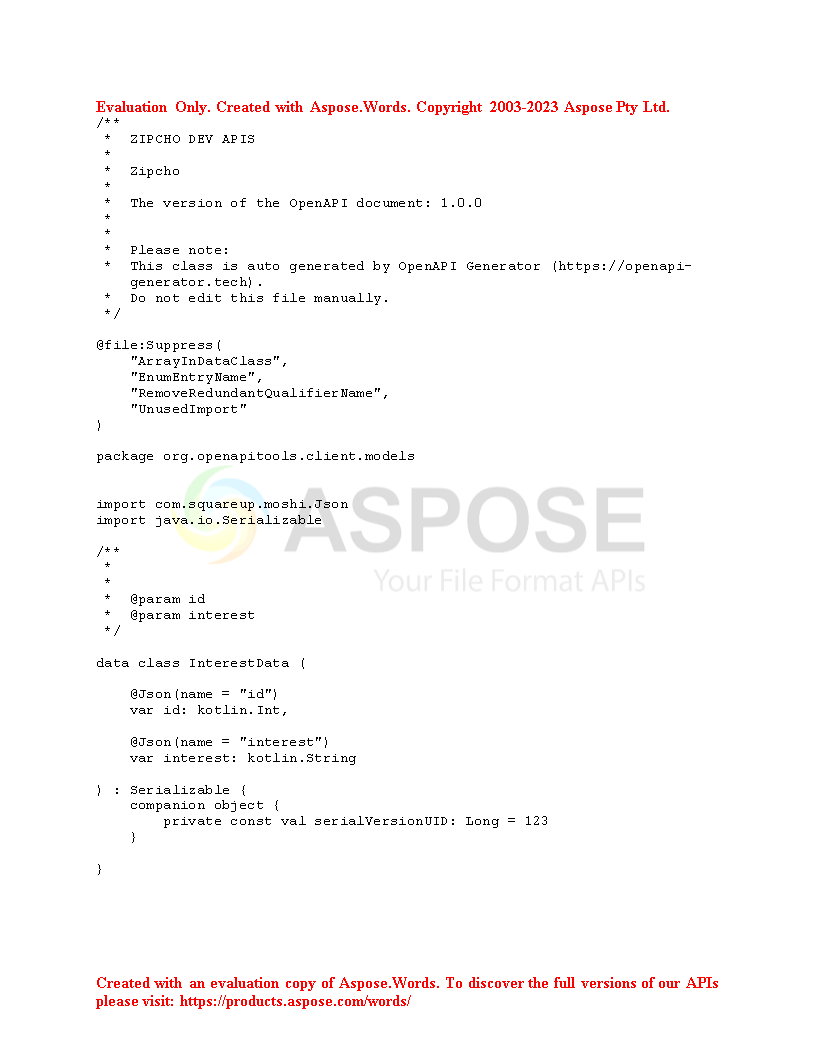 Evaluation Only. Created with Aspose.Words. Copyright 2003-2023 Aspose Pty Ltd.
/**
 *  ZIPCHO DEV APIS
 *
 *  Zipcho
 *
 *  The version of the OpenAPI document: 1.0.0
 *
 *
 *  Please note:
 *  This class is auto generated by OpenAPI Generator (https://openapi-
    generator.tech).
 *  Do not edit this file manually.
 */

@file:Suppress(
    "ArrayInDataClass",
    "EnumEntryName",
    "RemoveRedundantQualifierName",
    "UnusedImport"
)

package org.openapitools.client.models

import com.squareup.moshi.Json
import java.io.Serializable
ASPOSE
Your File Format APIs

/**
 *
 *
 *  @param id
 *  @param interest
 */

data class InterestData (

    @Json(name = "id")
    var id: kotlin.Int,

    @Json(name = "interest")
    var interest: kotlin.String

) : Serializable {
    companion object {
        private const val serialVersionUID: Long = 123
    }

}

Created with an evaluation copy of Aspose.Words. To discover the full versions of our APIs
please visit: https://products.aspose.com/words/